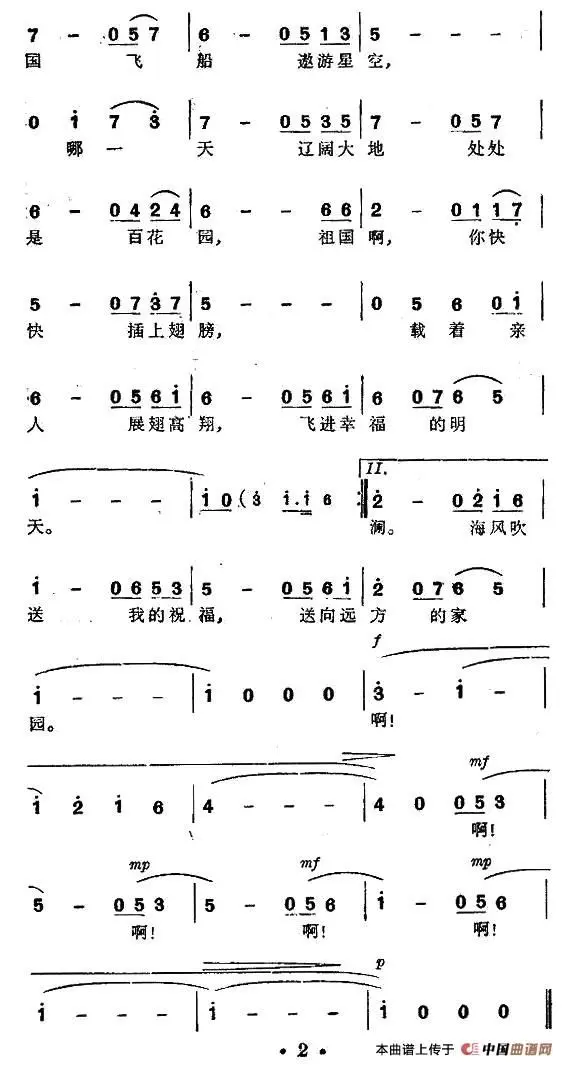 7 - 0 5 7 | 6 - 0 5 1 3 | 5 - - - |
国 飞 船 遨游星空,
0 i 7 3 | 7 - 0 5 3 5 | 7 - 0 5 7 |
哪一天 辽阔大地 处处
6 - 0 4 2 4 | 6 - - 6 6 | 2 - 0 1 1 7 |
是 百花园, 祖国啊, 你快
5 - 0 7 3 7 | 5 - - - | 0 5 6 0 i |
快 插上翅膀, 载着亲
6 - 0 5 6 i | 6 - 0 5 6 i | 6 0 7 6 5 |
人 展翅高翔, 飞进幸福 的明
II.
i - - - | i 0 ( 3 i . i 6 :| 2 - 0 2 i 6
天。 澜。 海风吹
i - 0 6 5 3 | 5 - 0 5 6 i | 2 0 7 6 5 |
送 我的祝福, 送向远方 的家
f
i - - - | i 0 0 0 | 3 - i - |
园。 啊!
mf
i 2 i 6 | 4 - - - | 4 0 0 5 3 |
啊!
mp mf mp
5 - 0 5 3 | 5 - 0 5 6 | i - 0 5 6 |
啊! 啊! 啊!
p
i - - - | i - - - | i 0 0 0 ‖
· 2 · 本曲谱上传于 中国曲谱网